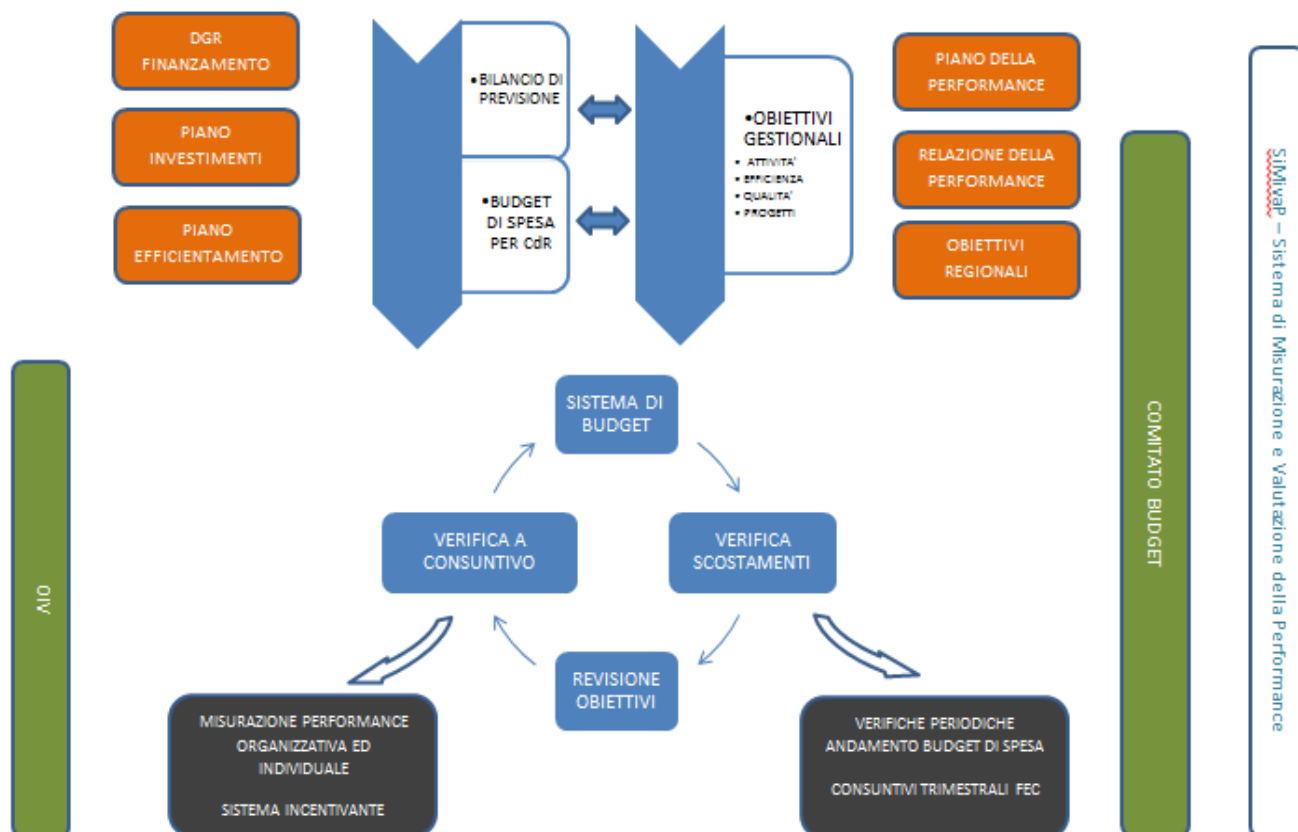 DGR
FINANZAMENTO
PIANO
INVESTIMENTI
PIANO
EFFICIENTAMENTO
•BILANCIO DI
PREVISIONE
•BUDGET
DI SPESA
PER CdR
•OBIETTIVI
GESTIONALI
• ATTIVITA'
• EFFICIENZA
• QUALITA'
• PROGETTI
PIANO DELLA
PERFORMANCE
RELAZIONE DELLA
PERFORMANCE
OBIETTIVI
REGIONALI
SISTEMA DI
BUDGET
VERIFICA A
CONSUNTIVO
VERIFICA
SCOSTAMENTI
REVISIONE
OBIETTIVI
MISURAZIONE PERFORMANCE
ORGANIZZATIVA ED
INDIVIDUALE
SISTEMA INCENTIVANTE
VERIFICHE PERIODICHE
ANDAMENTO BUDGET DI SPESA
CONSUNTIVI TRIMESTRALI FEC
OIV
COMITATO BUDGET
SiMivaP – Sistema di Misurazione e Valutazione della Performance